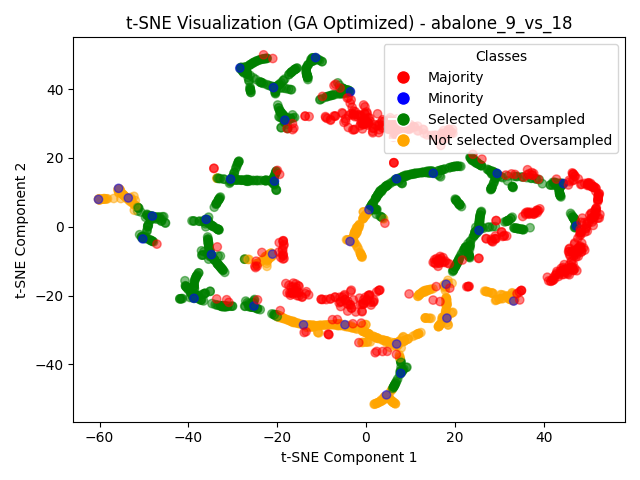 t-SNE Visualization (GA Optimized) - abalone_9_vs_18
Classes
Majority
Minority
Selected Oversampled
Not selected Oversampled
t-SNE Component 2
40
20
0
−20
−40
−60 −40 −20 0 20 40
t-SNE Component 1